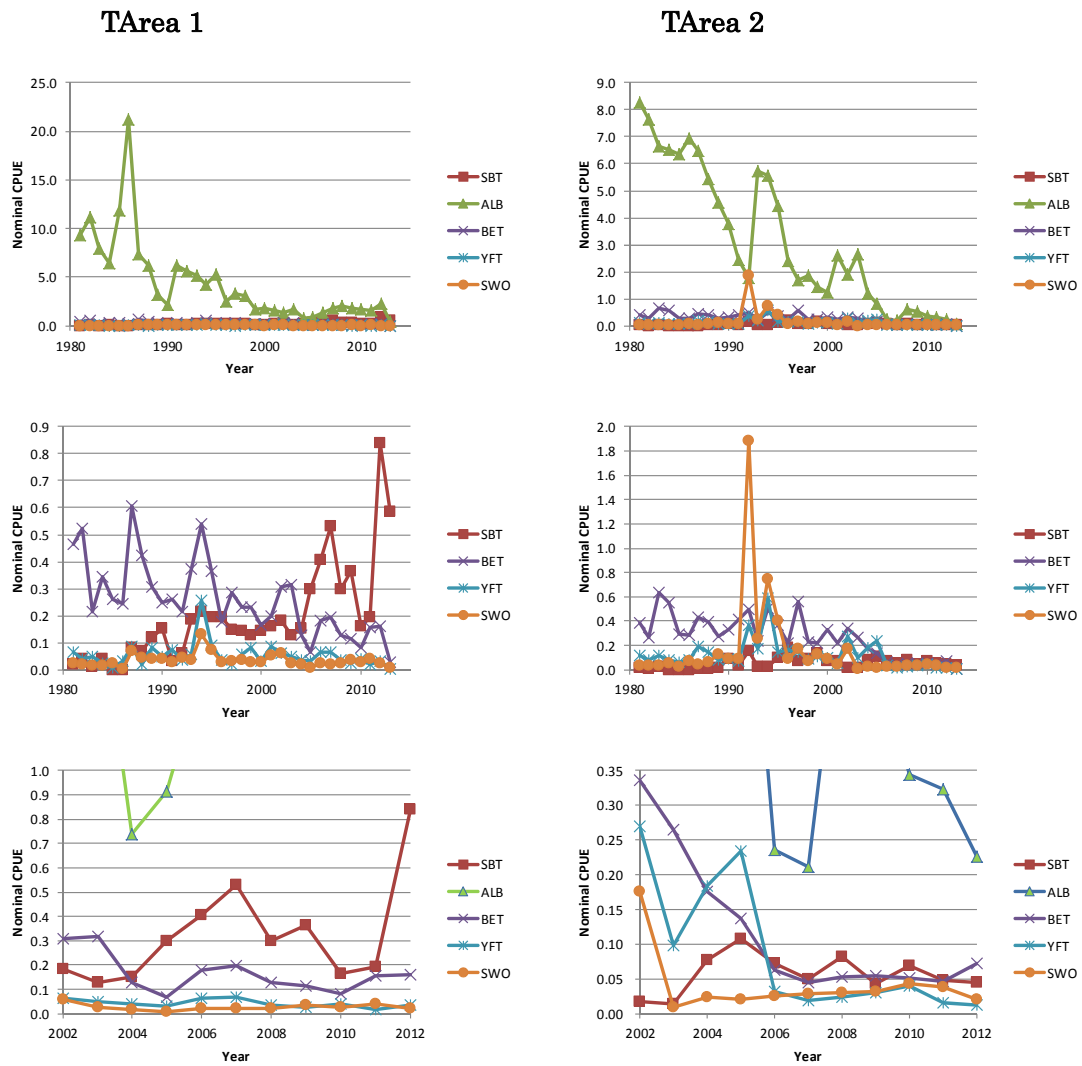 TArea 1
TArea 2
25.0
20.0
15.0
10.0
5.0
0.0
Nominal CPUE
1980 1990 2000 2010
Year
SBT
ALB
BET
YFT
SWO
9.0
8.0
7.0
6.0
5.0
4.0
3.0
2.0
1.0
0.0
Nominal CPUE
1980 1990 2000 2010
Year
SBT
ALB
BET
YFT
SWO
0.9
0.8
0.7
0.6
0.5
0.4
0.3
0.2
0.1
0.0
Nominal CPUE
1980 1990 2000 2010
Year
SBT
BET
YFT
SWO
2.0
1.8
1.6
1.4
1.2
1.0
0.8
0.6
0.4
0.2
0.0
Nominal CPUE
1980 1990 2000 2010
Year
SBT
BET
YFT
SWO
1.0
0.9
0.8
0.7
0.6
0.5
0.4
0.3
0.2
0.1
0.0
Nominal CPUE
2002 2004 2006 2008 2010 2012
Year
SBT
ALB
BET
YFT
SWO
0.35
0.30
0.25
0.20
0.15
0.10
0.05
0.00
Nominal CPUE
2002 2004 2006 2008 2010 2012
Year
SBT
ALB
BET
YFT
SWO